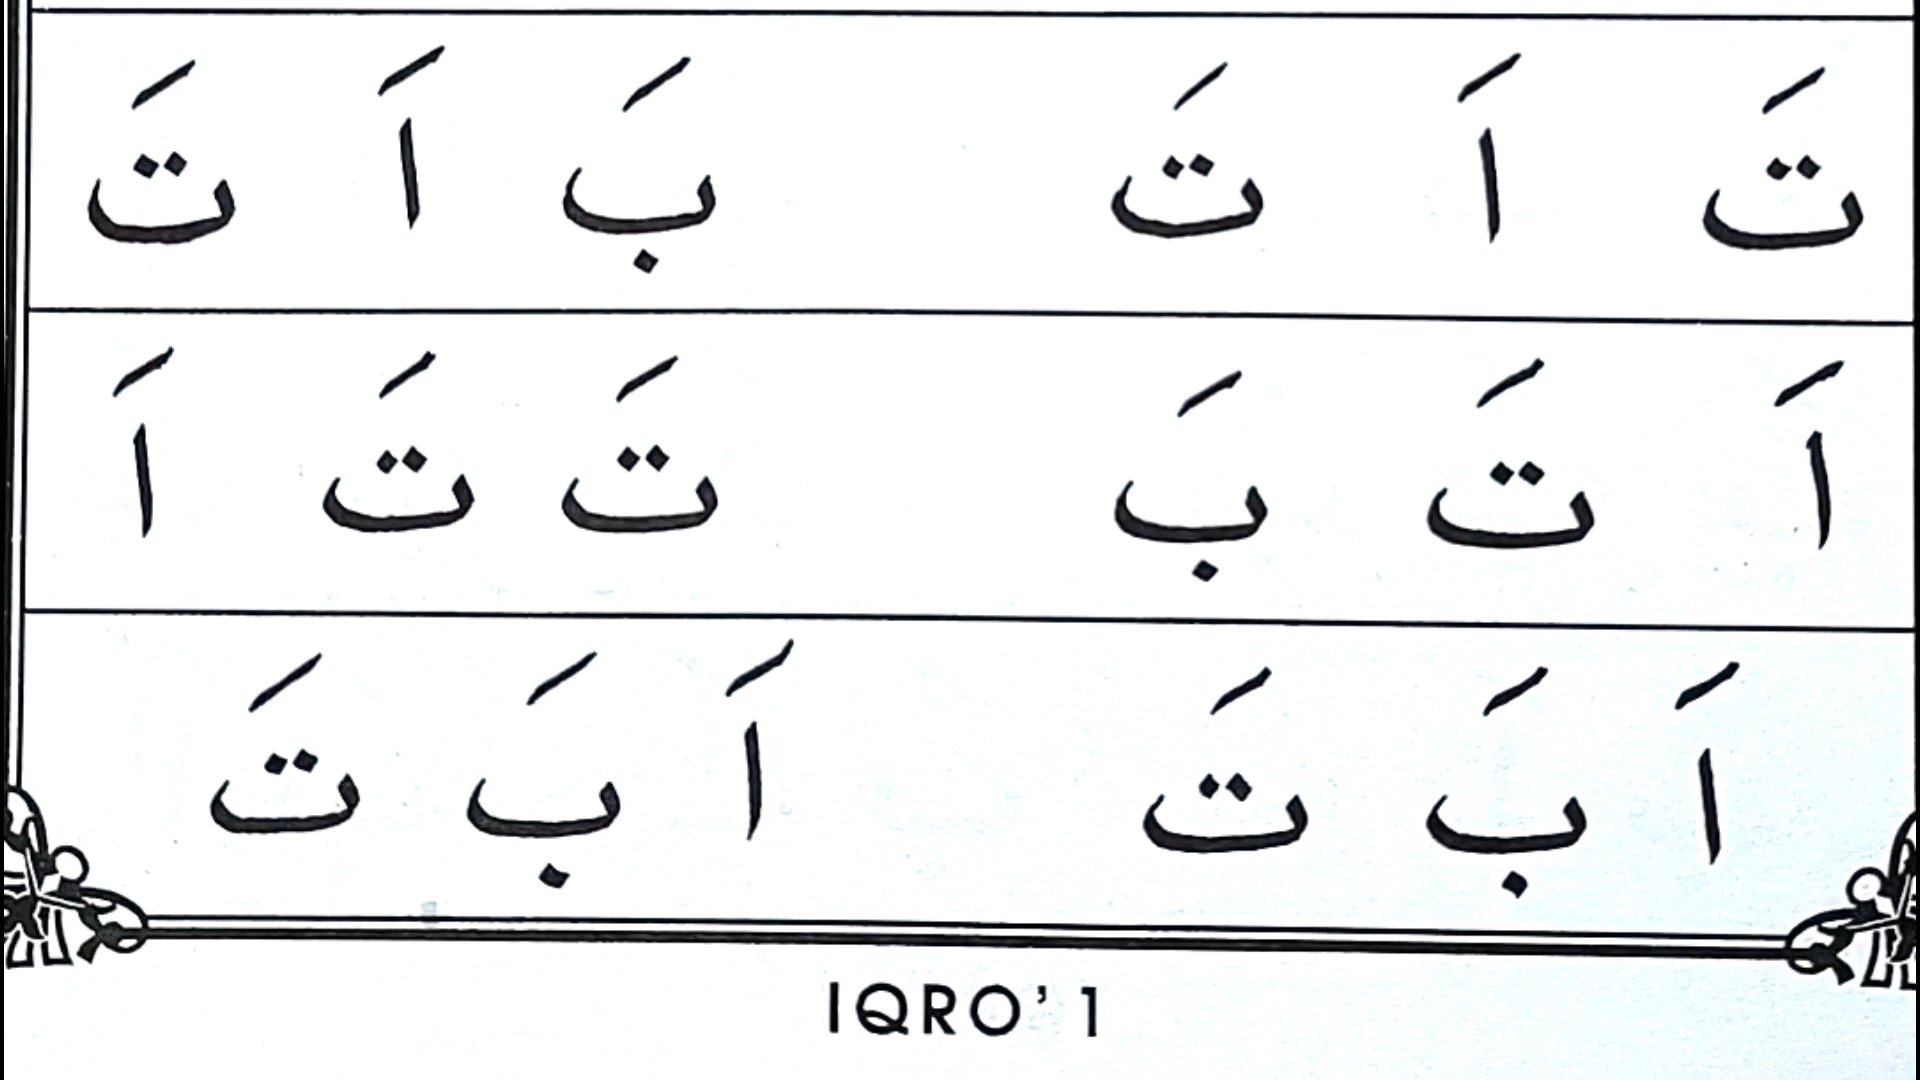 تَ اَ تَ بَ اَ تَ
اَ تَ بَ تَ تَ اَ
اَ بَ تَ اَ بَ تَ
IQRO' 1